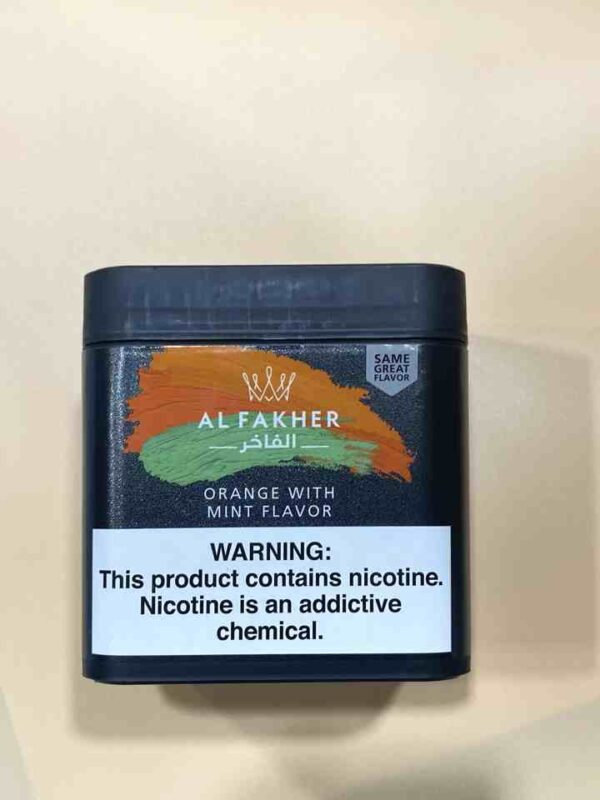 SAME
GREAT
FLAVOR
AL FAKHER
الفاخر
ORANGE WITH
MINT FLAVOR
WARNING:
This product contains nicotine.
Nicotine is an addictive
chemical.